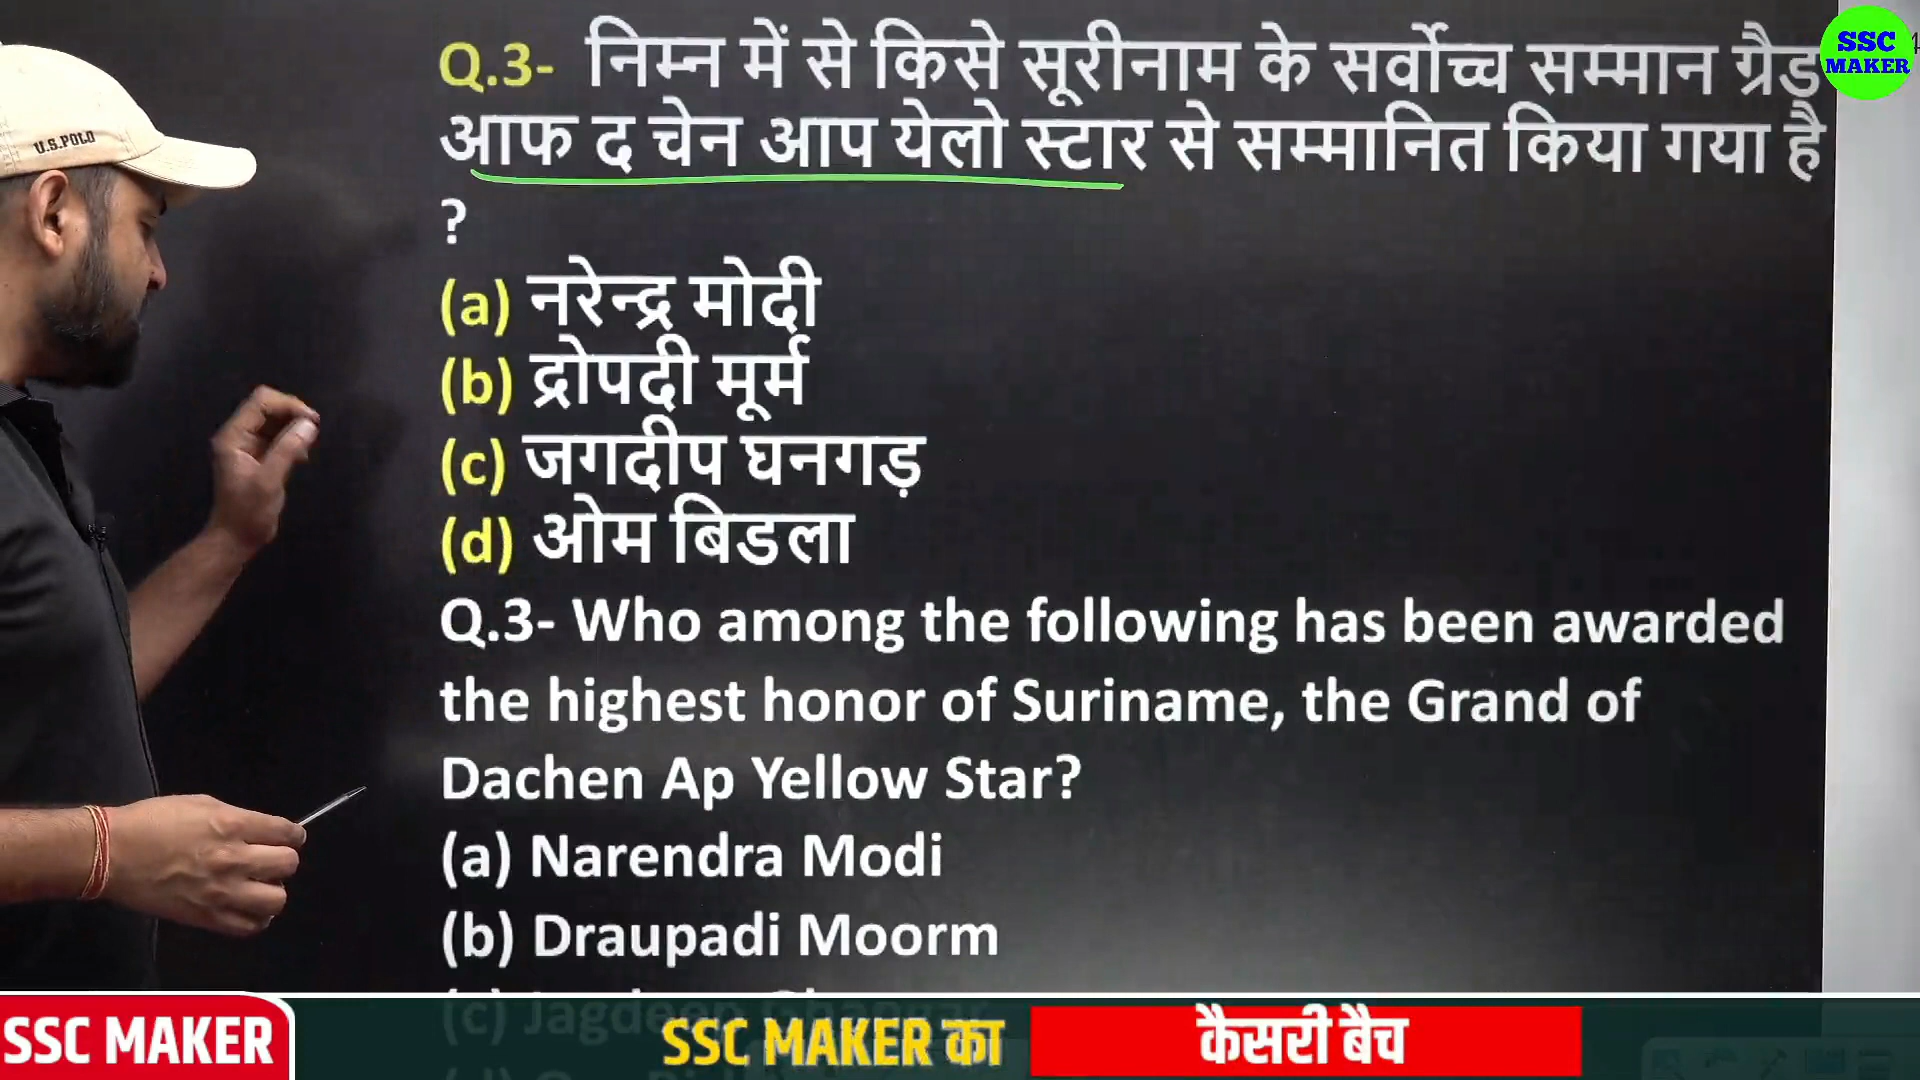 SSC
MAKER
U.S.POLO
Q.3- निम्न में से किसे सूरीनाम के सर्वोच्च सम्मान ग्रैड
आफ द चेन आप येलो स्टार से सम्मानित किया गया है
?
(a) नरेन्द्र मोदी
(b) द्रोपदी मूर्म
(c) जगदीप घनगड़
(d) ओम बिडला
Q.3- Who among the following has been awarded
the highest honor of Suriname, the Grand of
Dachen Ap Yellow Star?
(a) Narendra Modi
(b) Draupadi Moorm
(c) Jagdeep
SSC MAKER
SSC MAKER का
कैसरी बैच